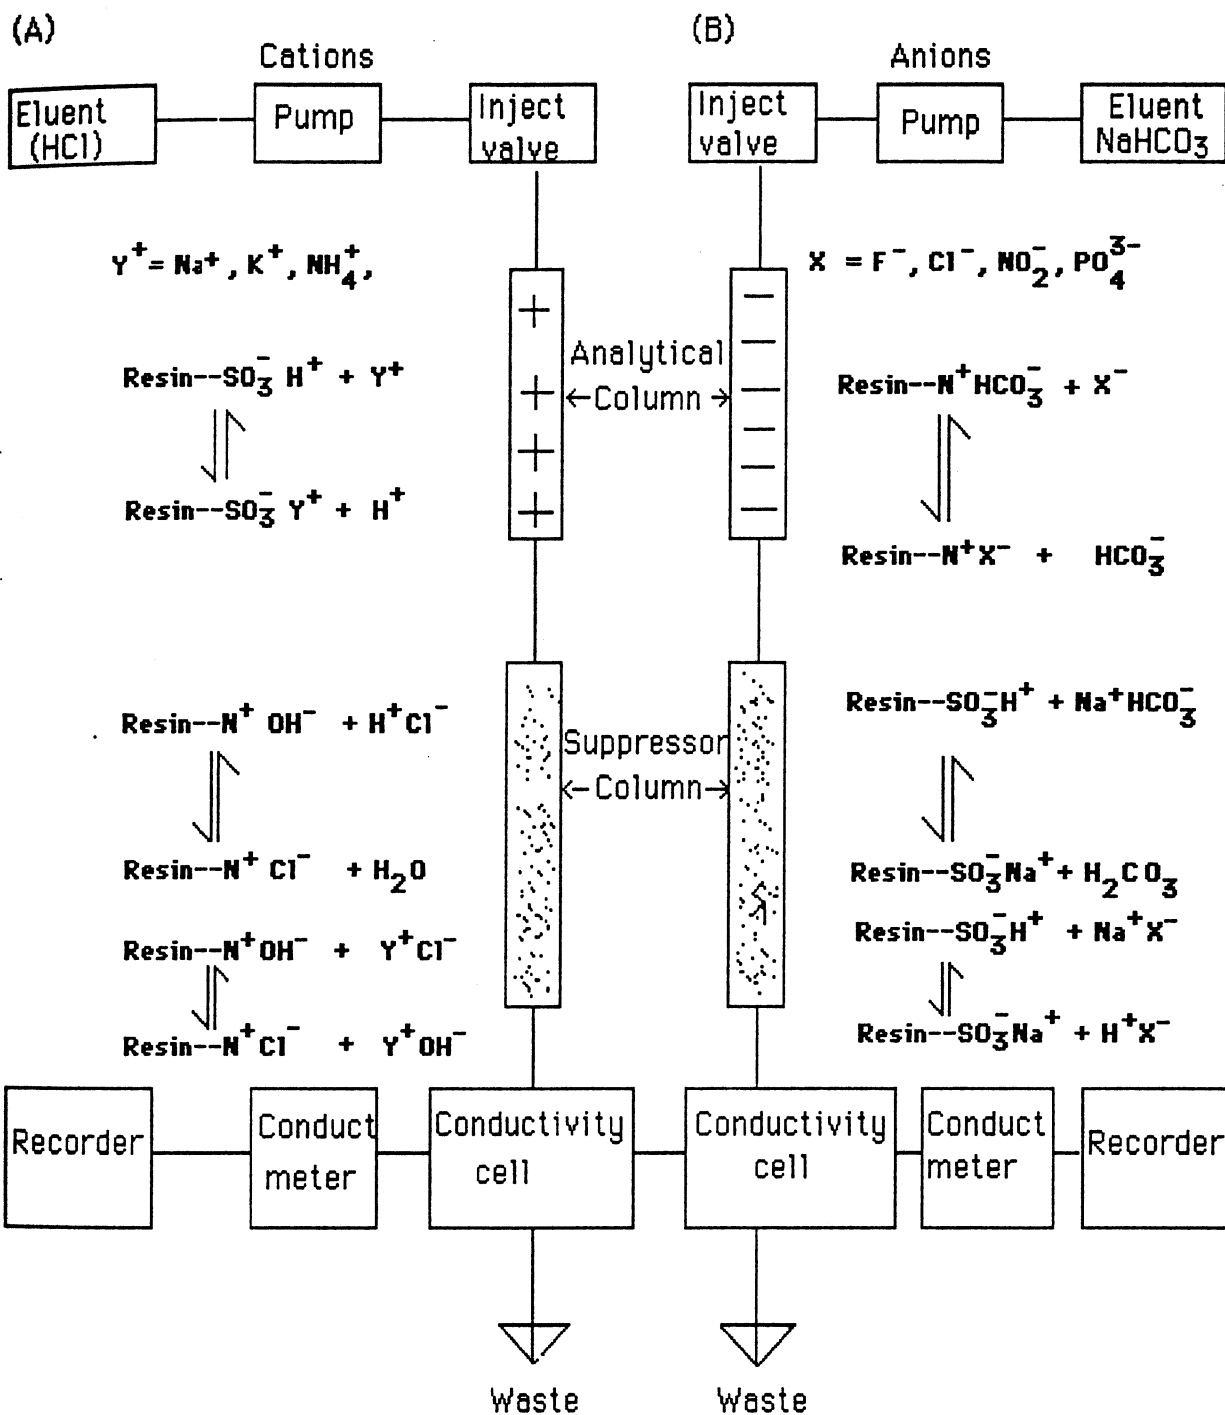 (A)
Cations
Eluent
(HCl)
Pump
Inject
valve
Y⁺ = Na⁺, K⁺, NH₄⁺,
Resin--SO₃⁻ H⁺ + Y⁺
Resin--SO₃⁻ Y⁺ + H⁺
Resin--N⁺ OH⁻ + H⁺Cl⁻
Resin--N⁺ Cl⁻ + H₂O
Resin--N⁺OH⁻ + Y⁺Cl⁻
Resin--N⁺Cl⁻ + Y⁺OH⁻
Analytical
Column
Suppressor
Column
Recorder
Conduct
meter
Conductivity
cell
Waste
(B)
Anions
Inject
valve
Pump
Eluent
NaHCO₃
X = F⁻, Cl⁻, NO₂⁻, PO₄³⁻
Resin--N⁺HCO₃⁻ + X⁻
Resin--N⁺X⁻ + HCO₃⁻
Resin--SO₃⁻H⁺ + Na⁺HCO₃⁻
Resin--SO₃⁻Na⁺ + H₂CO₃
Resin--SO₃⁻H⁺ + Na⁺X⁻
Resin--SO₃⁻Na⁺ + H⁺X⁻
Conductivity
cell
Conduct
meter
Recorder
Waste